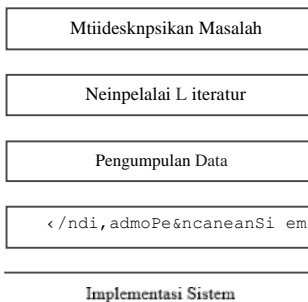 Mtiidesknpsikan Masalah
Neinpelalai L iteratur
Pengumpulan Data
‹/ndi,admoPe&ncaneanSi em
Implementasi Sistem